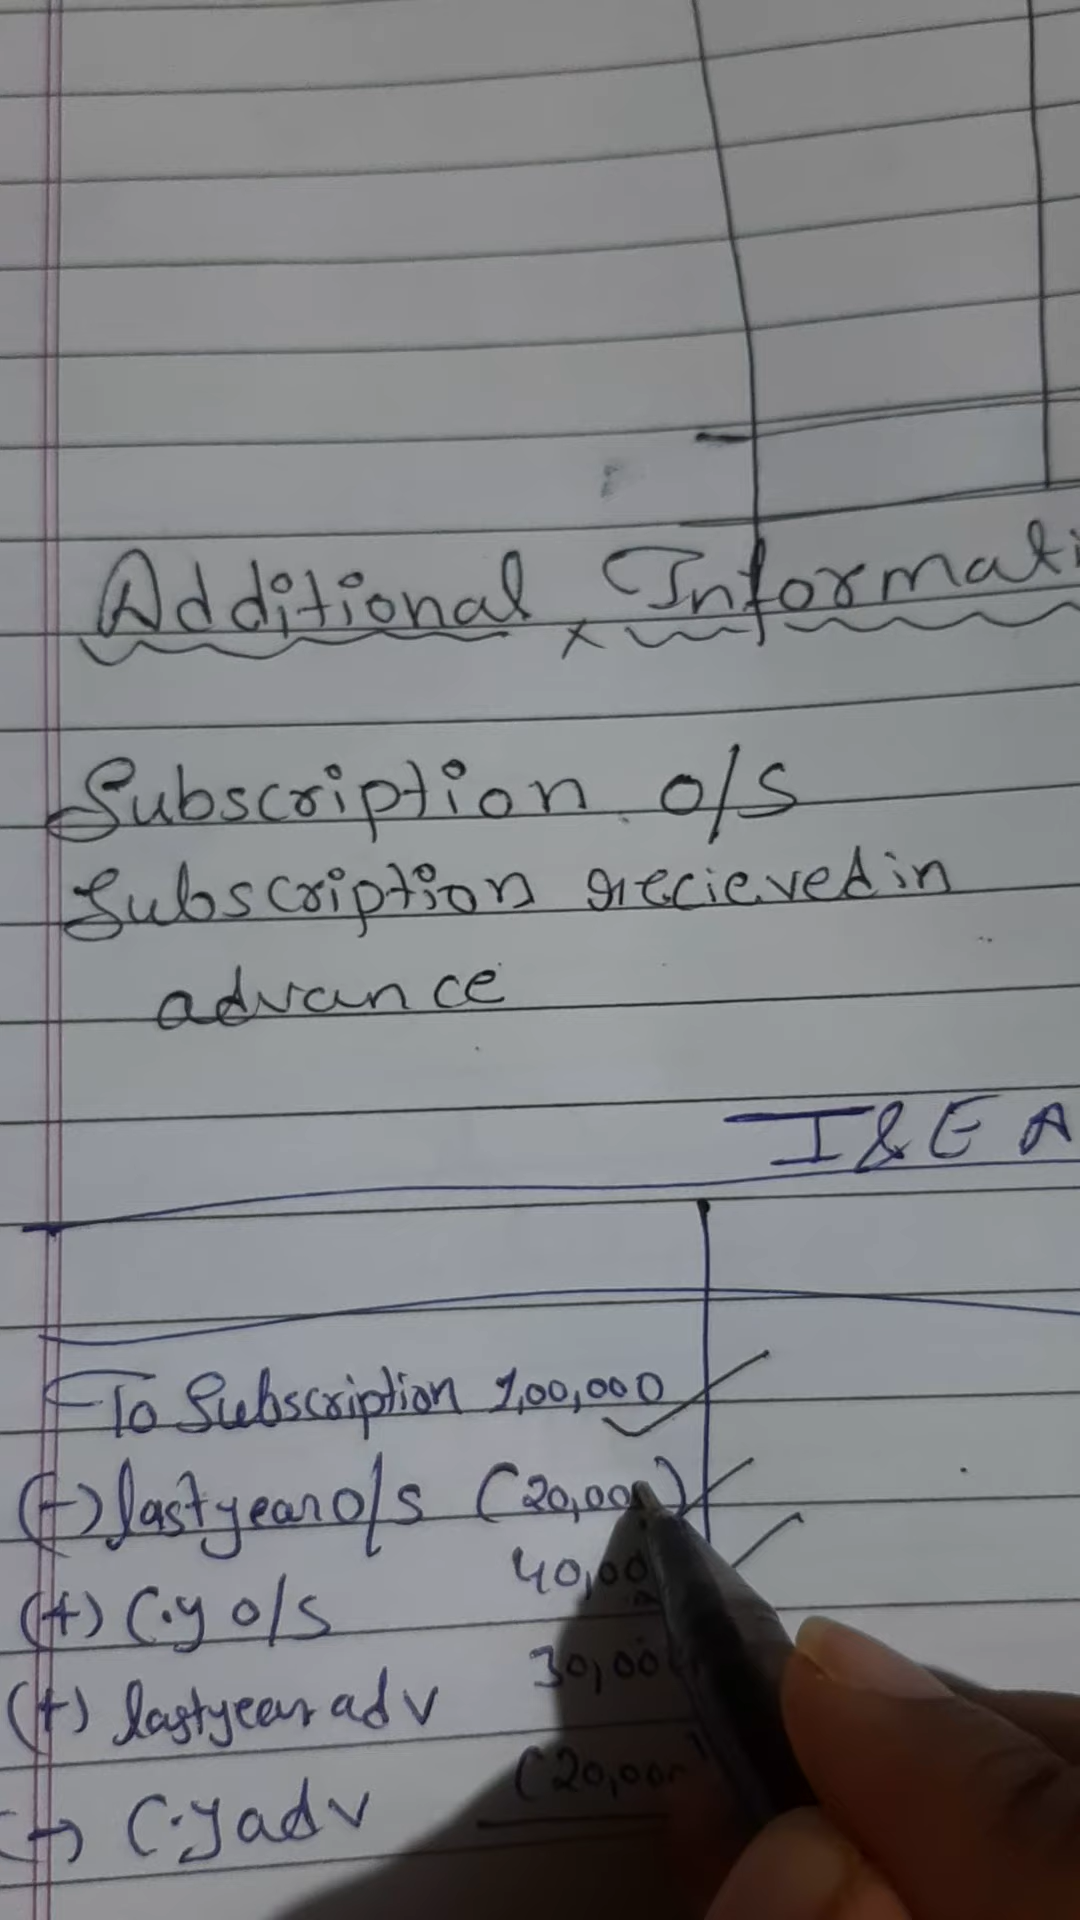 Additional Informati
Subscription o/s
Subscription recieved in
advance
I & E A
To Subscription 1,00,000
(-) last year o/s (20,000)
(+) C.y o/s 40,00
(+) last year adv 30,00
(-) C.y adv (20,00